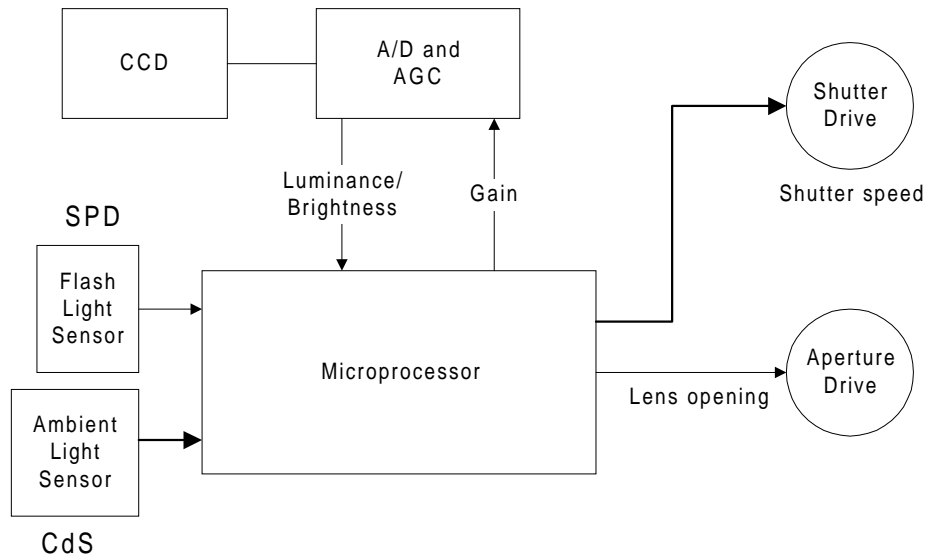 CCD
A/D and
AGC
Shutter
Drive
Shutter speed
Luminance/
Brightness
Gain
SPD
Flash
Light
Sensor
Microprocessor
Aperture
Drive
Lens opening
Ambient
Light
Sensor
CdS